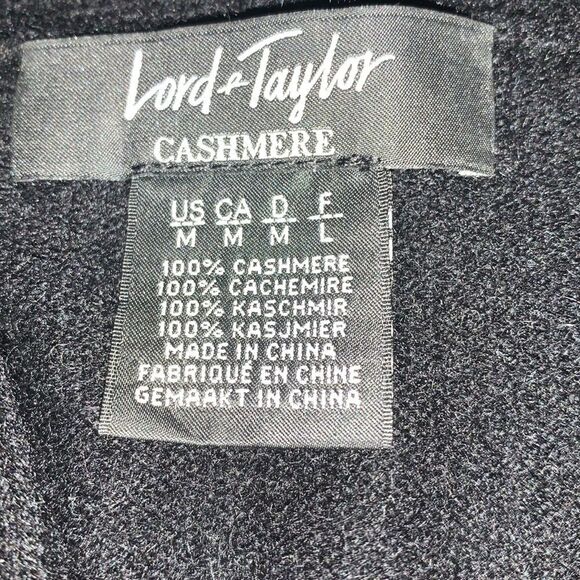 Lord & Taylor
CASHMERE
US CA D F
M M M L
100% CASHMERE
100% CACHEMIRE
100% KASCHMIR
100% KASJMIER
MADE IN CHINA
FABRIQUÉ EN CHINE
GEMAAKT IN CHINA